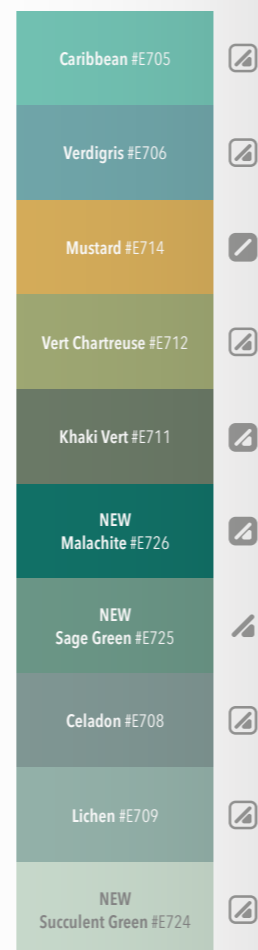 Caribbean #E705
Verdigris #E706
Mustard #E714
Vert Chartreuse #E712
Khaki Vert #E711
NEW
Malachite #E726
NEW
Sage Green #E725
Celadon #E708
Lichen #E709
NEW
Succulent Green #E724